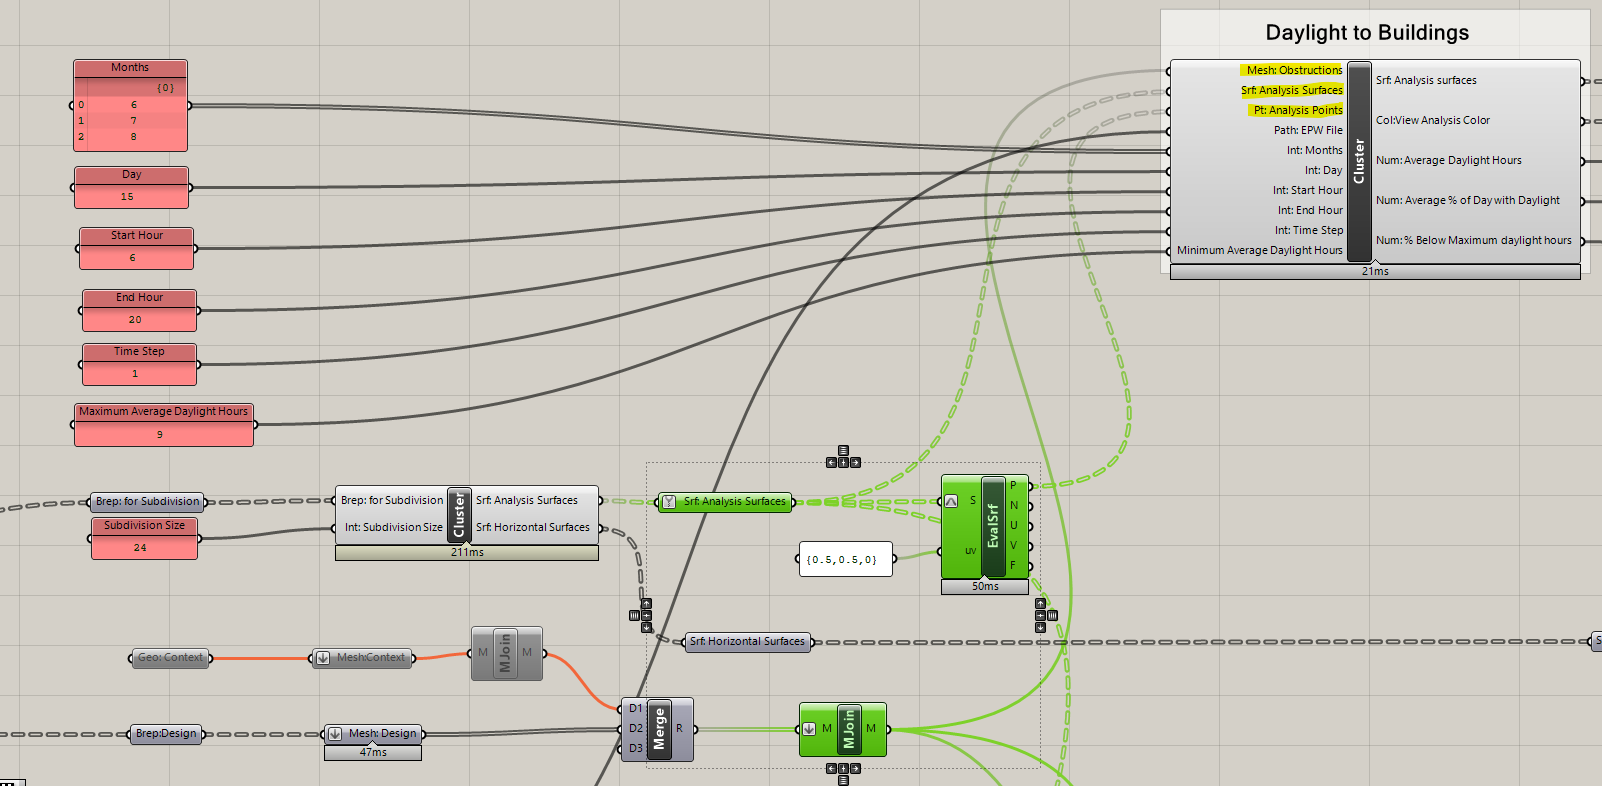 Daylight to Buildings
Mesh: Obstructions
Srf: Analysis Surfaces
Pt: Analysis Points
Path: EPW File
Int: Months
Int: Day
Int: Start Hour
Int: End Hour
Int: Time Step
Minimum Average Daylight Hours
Cluster
Srf: Analysis surfaces
Col:View Analysis Color
Num: Average Daylight Hours
Num: Average % of Day with Daylight
Num: % Below Maximum daylight hours
21ms
Months
{0}
0 6
1 7
2 8
Day
15
Start Hour
6
End Hour
20
Time Step
1
Maximum Average Daylight Hours
9
Brep: for Subdivision
Subdivision Size
24
Brep: for Subdivision
Int: Subdivision Size
Cluster
Srf: Analysis Surfaces
Srf: Horizontal Surfaces
211ms
Srf: Analysis Surfaces
{0.5,0.5,0}
S
uv
EvalSrf
P
N
U
V
F
50ms
Srf: Horizontal Surfaces
S
Geo: Context
Mesh:Context
M
MJoin
M
Brep:Design
Mesh: Design
47ms
D1
D2
D3
Merge
R
M
MJoin
M